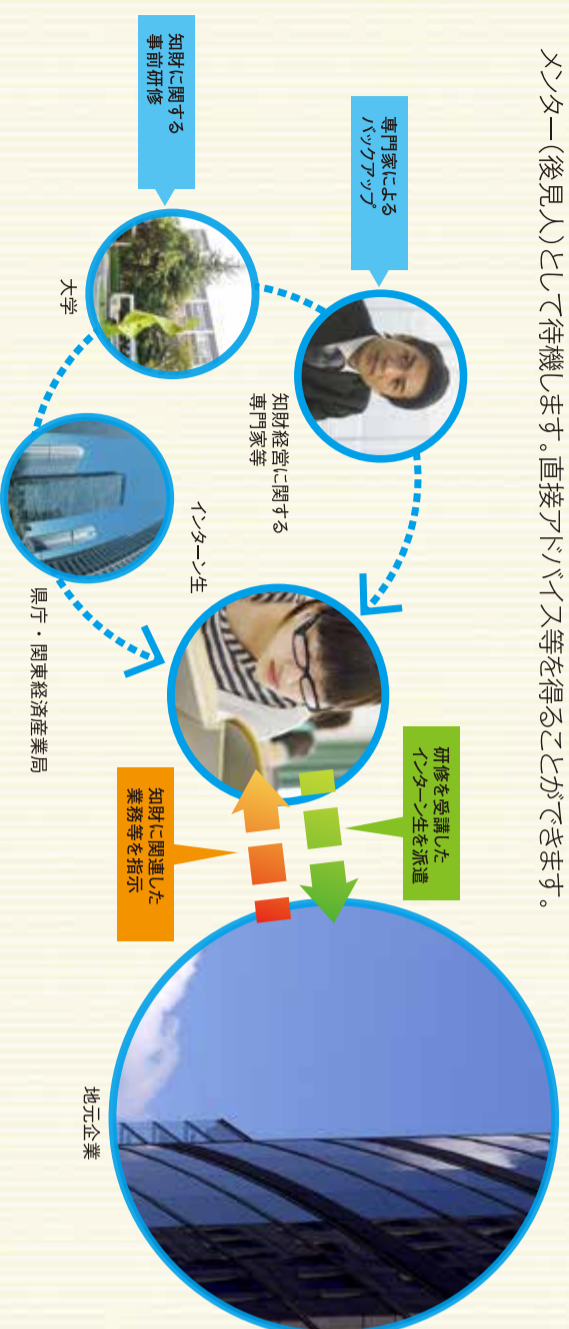 メンター(後見人)として待機します。直接アドバイス等を得ることができます。
専門家による
バックアップ
知財に関する
事前研修
大学
知財経営に関する
専門家等
県庁・関東経済産業局
インターン生
研修を受講した
インターン生を派遣
知財に関連した
業務等を指示
地元企業